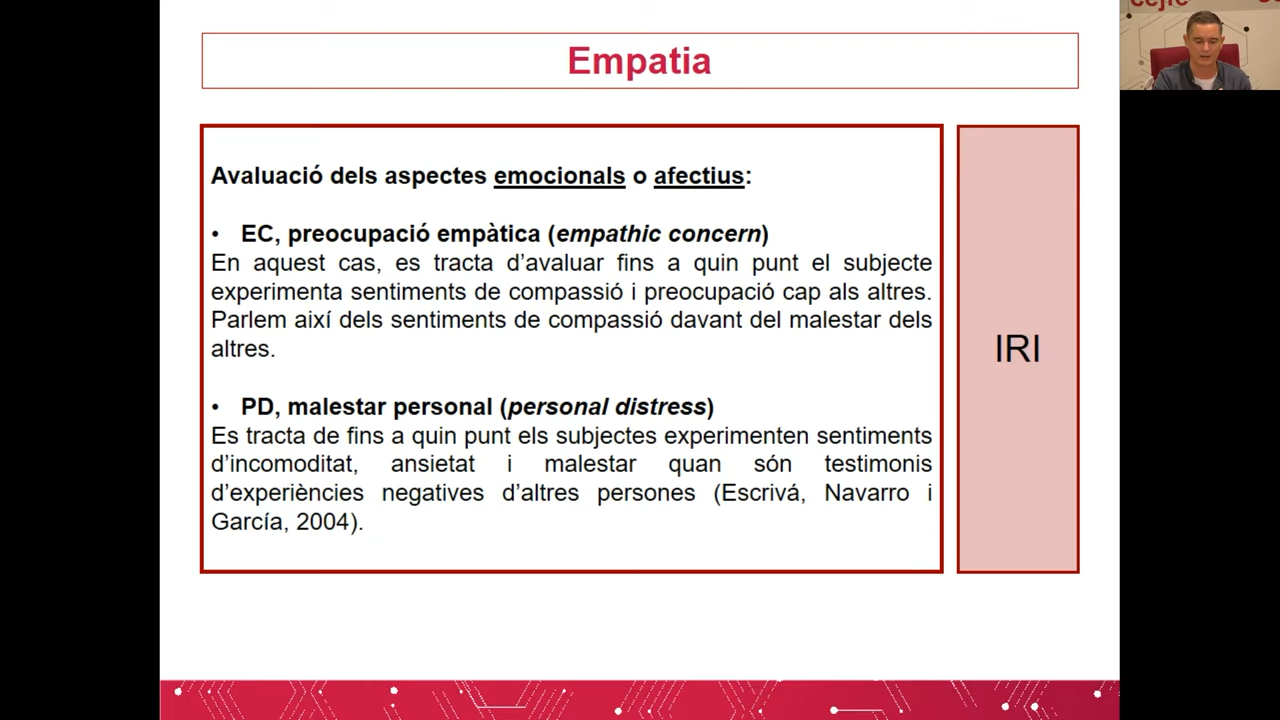 Empatia
Avaluació dels aspectes emocionals o afectius:
• EC, preocupació empàtica (empathic concern)
En aquest cas, es tracta d’avaluar fins a quin punt el subjecte
experimenta sentiments de compassió i preocupació cap als altres.
Parlem així dels sentiments de compassió davant del malestar dels
altres.
• PD, malestar personal (personal distress)
Es tracta de fins a quin punt els subjectes experimenten sentiments
d’incomoditat, ansietat i malestar quan són testimonis
d’experiències negatives d’altres persones (Escrivá, Navarro i
García, 2004).
IRI
cejfe